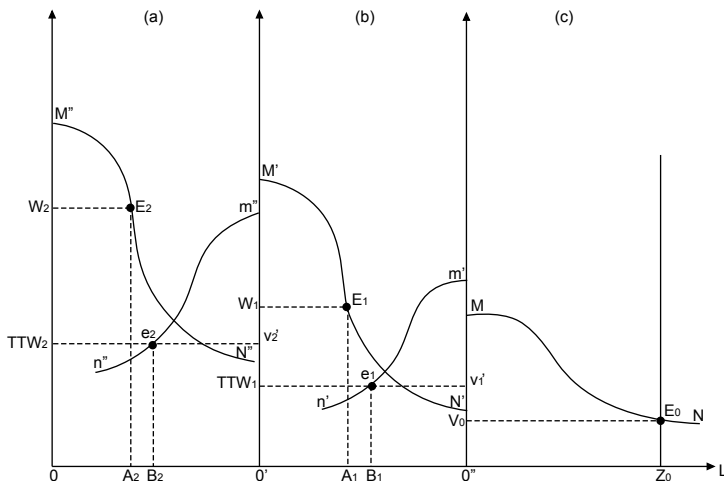 (a) (b) (c)
M”
M'
W2 E2 m”
W1 E1 m' M
TTW2 e2 v2'
n” N” TTW1 e1 v1'
n' N' V0 E0 N
0 A2 B2 0' A1 B1 0” Z0 L